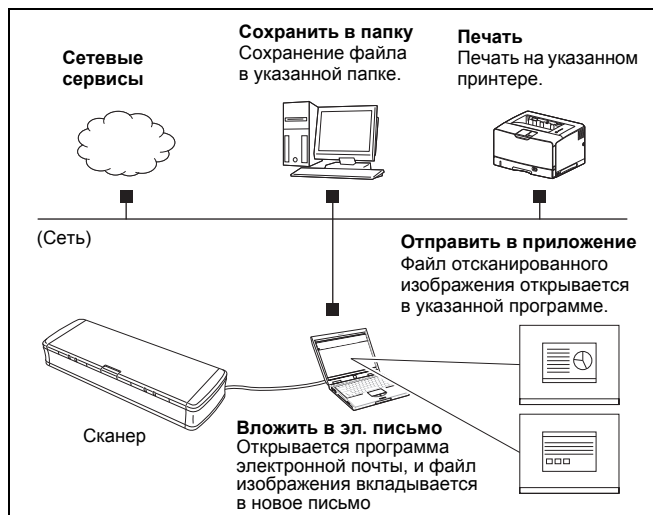 Сетевые
сервисы
Сохранить в папку
Сохранение файла
в указанной папке.
Печать
Печать на указанном
принтере.
(Сеть)
Отправить в приложение
Файл отсканированного
изображения открывается
в указанной программе.
Сканер
Вложить в эл. письмо
Открывается программа
электронной почты, и файл
изображения вкладывается
в новое письмо